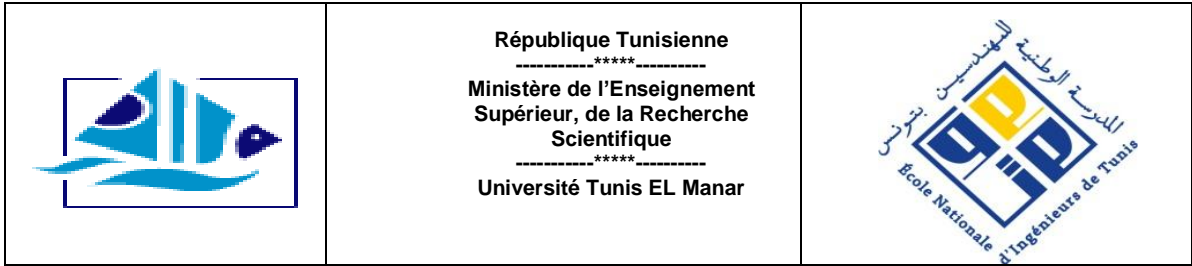 République Tunisienne
-----------*****----------
Ministère de l'Enseignement
Supérieur, de la Recherche
Scientifique
-----------*****----------
Université Tunis EL Manar
المدرسة الوطنية للمهندسين بتونس
École Nationale
d'Ingénieurs de Tunis